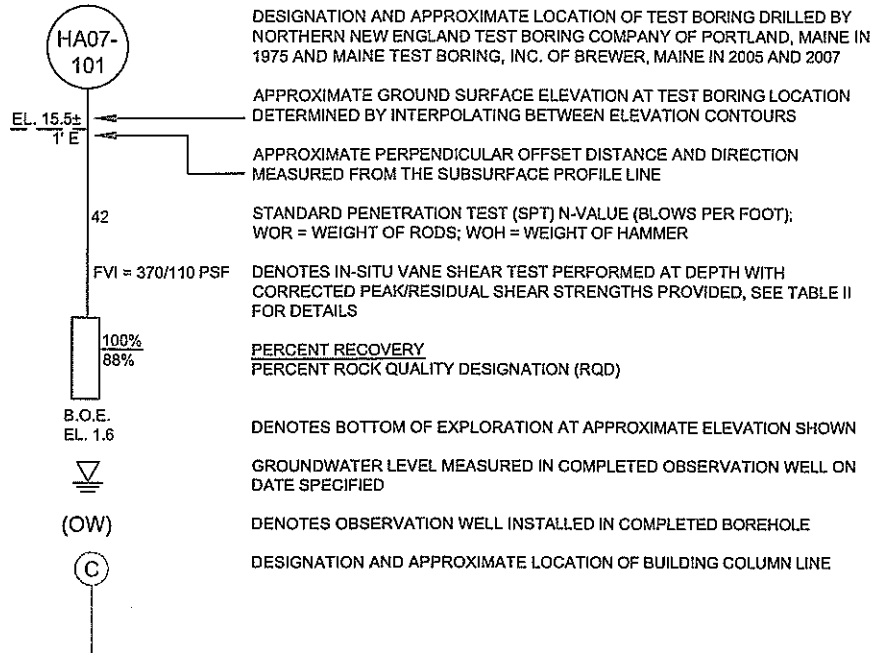 HA07-
101
DESIGNATION AND APPROXIMATE LOCATION OF TEST BORING DRILLED BY
NORTHERN NEW ENGLAND TEST BORING COMPANY OF PORTLAND, MAINE IN
1975 AND MAINE TEST BORING, INC. OF BREWER, MAINE IN 2005 AND 2007
EL. 15.5±
1' E
APPROXIMATE GROUND SURFACE ELEVATION AT TEST BORING LOCATION
DETERMINED BY INTERPOLATING BETWEEN ELEVATION CONTOURS
APPROXIMATE PERPENDICULAR OFFSET DISTANCE AND DIRECTION
MEASURED FROM THE SUBSURFACE PROFILE LINE
42
STANDARD PENETRATION TEST (SPT) N-VALUE (BLOWS PER FOOT);
WOR = WEIGHT OF RODS; WOH = WEIGHT OF HAMMER
FVI = 370/110 PSF
DENOTES IN-SITU VANE SHEAR TEST PERFORMED AT DEPTH WITH
CORRECTED PEAK/RESIDUAL SHEAR STRENGTHS PROVIDED, SEE TABLE II
FOR DETAILS
100%
88%
PERCENT RECOVERY
PERCENT ROCK QUALITY DESIGNATION (RQD)
B.O.E.
EL. 1.6
DENOTES BOTTOM OF EXPLORATION AT APPROXIMATE ELEVATION SHOWN
GROUNDWATER LEVEL MEASURED IN COMPLETED OBSERVATION WELL ON
DATE SPECIFIED
(OW)
DENOTES OBSERVATION WELL INSTALLED IN COMPLETED BOREHOLE
C
DESIGNATION AND APPROXIMATE LOCATION OF BUILDING COLUMN LINE